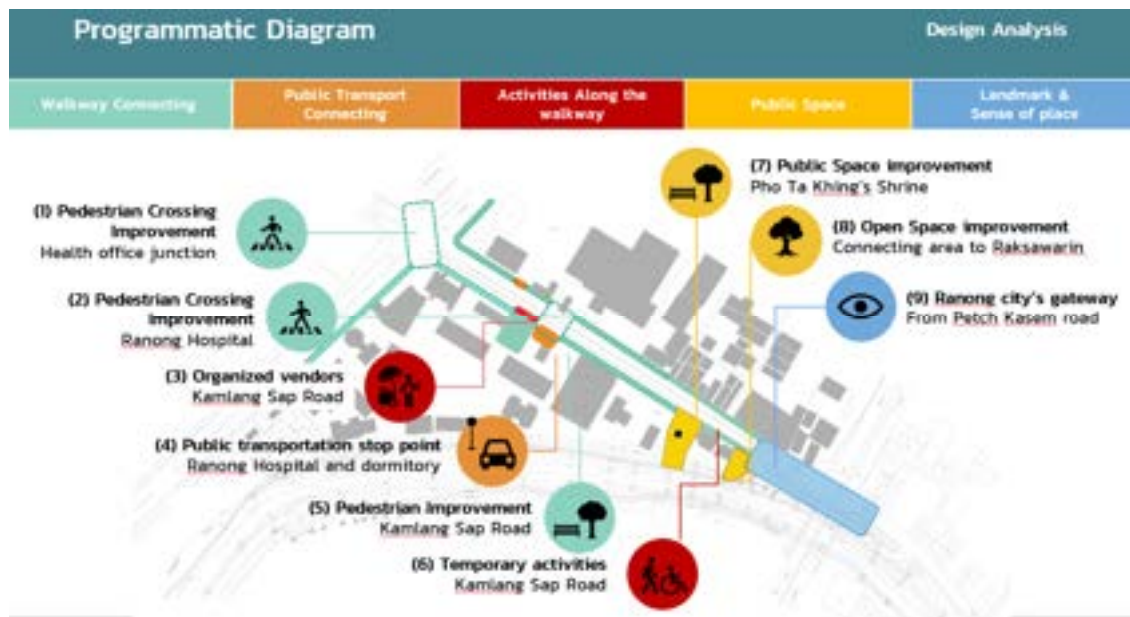 Programmatic Diagram
Design Analysis
Walkway Connecting
Public Transport
Connecting
Activities Along the
walkway
Public Space
Landmark &
Sense of place
(1) Pedestrian Crossing
Improvement
Health office junction
(2) Pedestrian Crossing
Improvement
Ranong Hospital
(3) Organized vendors
Kamlang Sap Road
(4) Public transportation stop point
Ranong Hospital and dormitory
(5) Pedestrian Improvement
Kamlang Sap Road
(6) Temporary activities
Kamlang Sap Road
(7) Public Space improvement
Pho Ta Khing's Shrine
(8) Open Space improvement
Connecting area to Raksawarin
(9) Ranong city's gateway
From Petch Kasem road